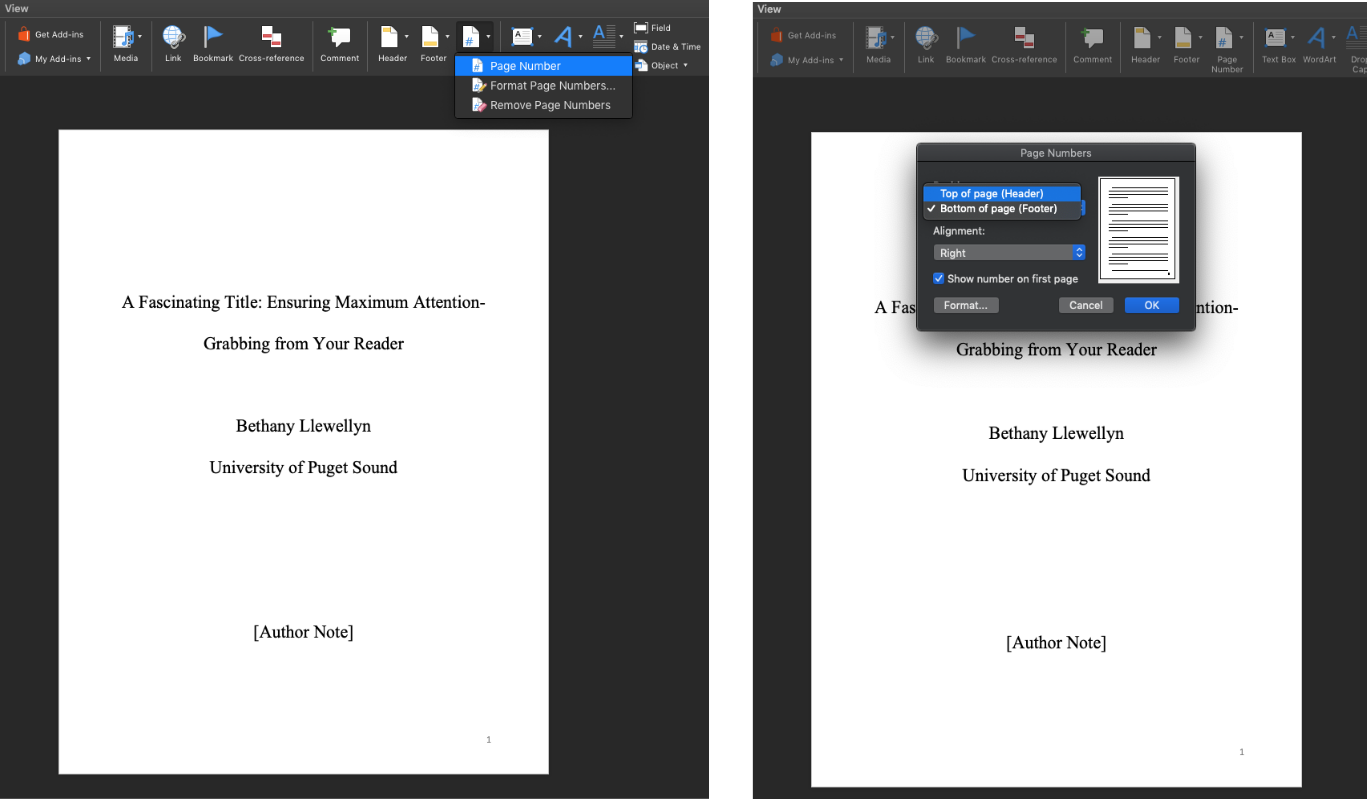 View
Get Add-ins
My Add-ins
Media
Link
Bookmark
Cross-reference
Comment
Header
Footer
Field
Date & Time
Object
Page Number
Format Page Numbers...
Remove Page Numbers
A Fascinating Title: Ensuring Maximum Attention-
Grabbing from Your Reader
Bethany Llewellyn
University of Puget Sound
[Author Note]
1
View
Get Add-ins
My Add-ins
Media
Link
Bookmark
Cross-reference
Comment
Header
Footer
Page
Number
Text Box
WordArt
Drop
Cap
Page Numbers
Top of page (Header)
Bottom of page (Footer)
Alignment:
Right
Show number on first page
Format...
Cancel
OK
A Fas
ntion-
Grabbing from Your Reader
Bethany Llewellyn
University of Puget Sound
[Author Note]
1